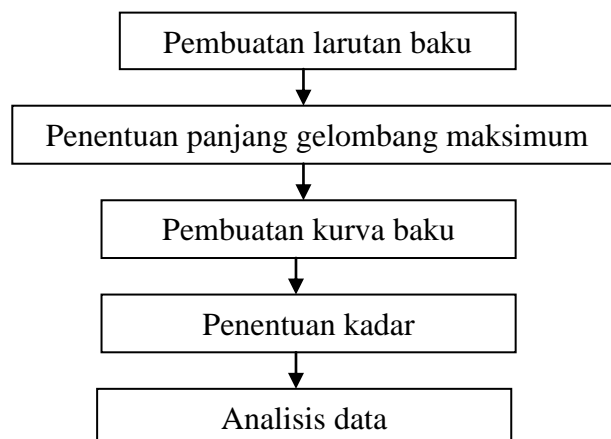 Pembuatan larutan baku
Penentuan panjang gelombang maksimum
Pembuatan kurva baku
Penentuan kadar
Analisis data